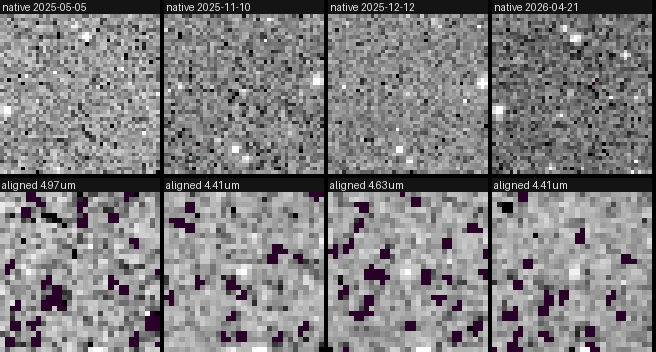 native 2025-05-05
native 2025-11-10
native 2025-12-12
native 2026-04-21
aligned 4.97um
aligned 4.41um
aligned 4.63um
aligned 4.41um